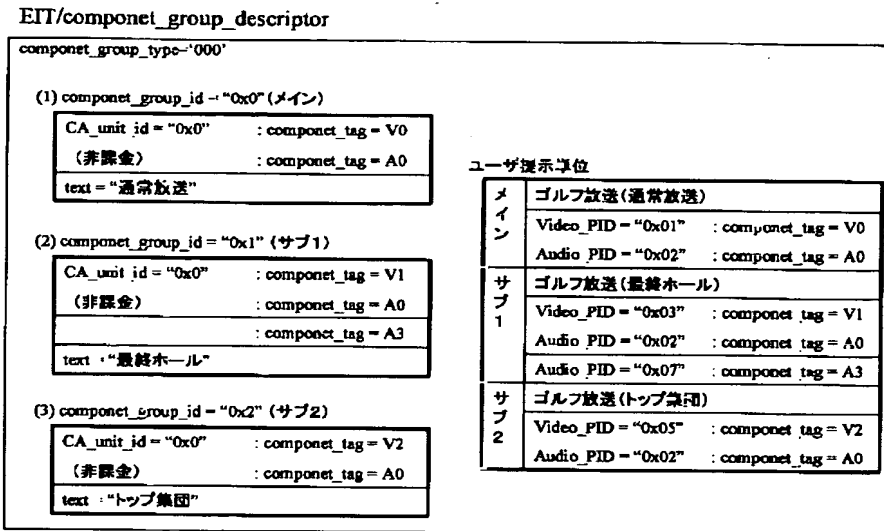 EIT/componet_group_descriptor
componet_group_type='000'
(1) componet_group_id = "0x0" (メイン)
CA_unit_id = "0x0" : componet_tag = V0
(非課金) : componet_tag = A0
text = "通常放送"
(2) componet_group_id = "0x1" (サブ1)
CA_unit_id = "0x0" : componet_tag = V1
(非課金) : componet_tag = A0
: componet_tag = A3
text : "最終ホール"
(3) componet_group_id = "0x2" (サブ2)
CA_unit_id = "0x0" : componet_tag = V2
(非課金) : componet_tag = A0
text : "トップ集団"
ユーザ提示単位
メイン
ゴルフ放送(通常放送)
Video_PID = "0x01" : componet_tag = V0
Audio_PID = "0x02" : componet_tag = A0
サブ1
ゴルフ放送(最終ホール)
Video_PID = "0x03" : componet_tag = V1
Audio_PID = "0x02" : componet_tag = A0
Audio_PID = "0x07" : componet_tag = A3
サブ2
ゴルフ放送(トップ集団)
Video_PID = "0x05" : componet_tag = V2
Audio_PID = "0x02" : componet_tag = A0